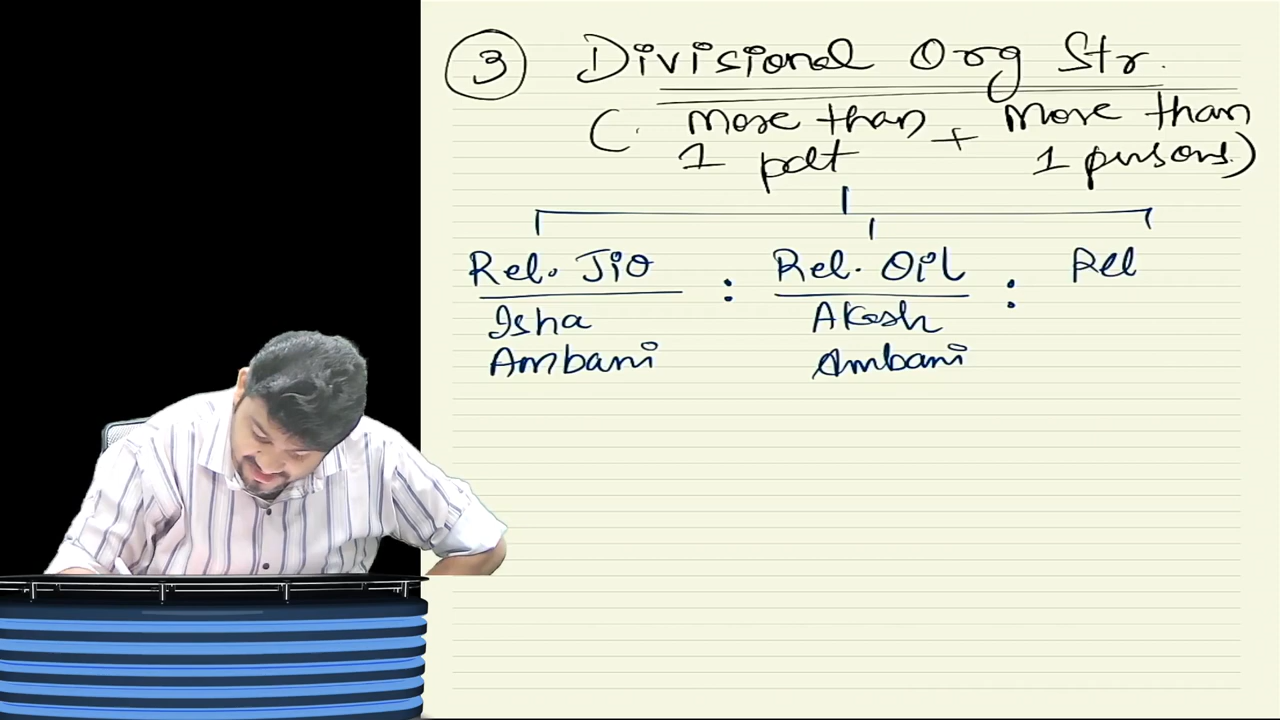 3 Divisional Org Str.
(. More than + More than
1 pdt 1 persons.)
Rel. Jio : Rel. Oil : Rel
Isha Akash
Ambani Ambani